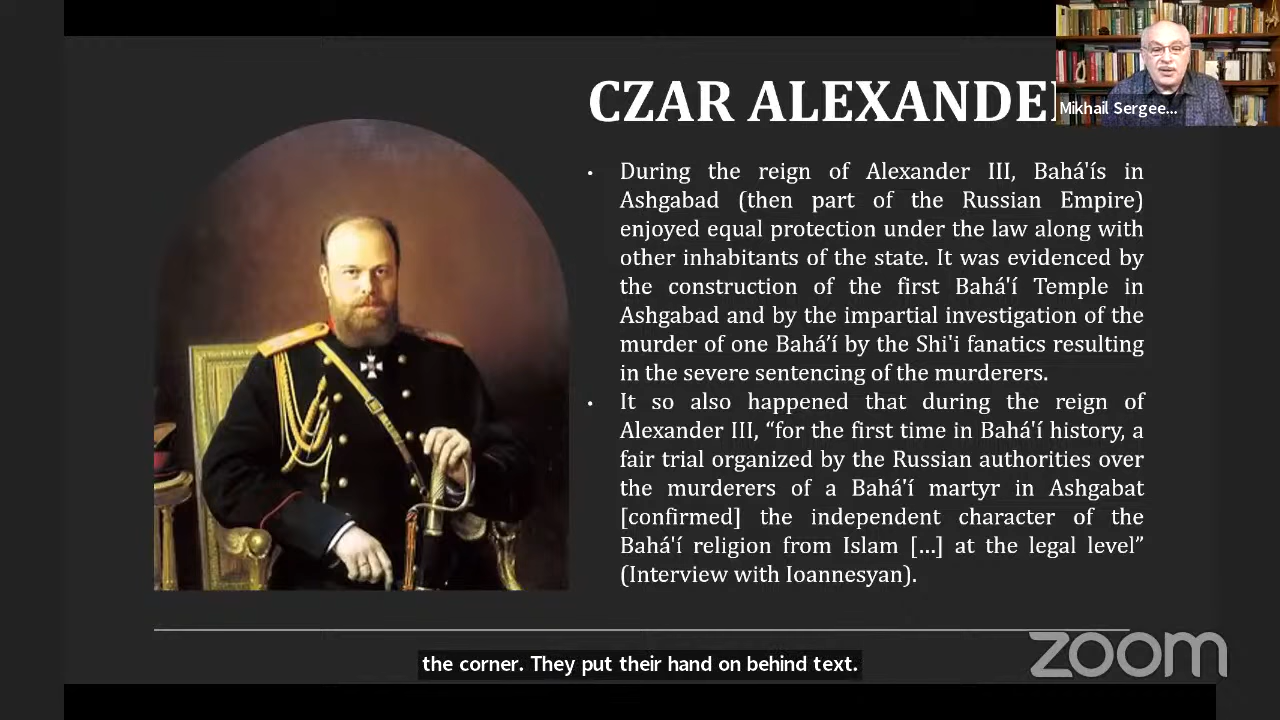 CZAR ALEXANDE
Mikhail Sergee...
• During the reign of Alexander III, Bahá'ís in
Ashgabad (then part of the Russian Empire)
enjoyed equal protection under the law along with
other inhabitants of the state. It was evidenced by
the construction of the first Bahá'í Temple in
Ashgabad and by the impartial investigation of the
murder of one Bahá’í by the Shi'i fanatics resulting
in the severe sentencing of the murderers.
• It so also happened that during the reign of
Alexander III, “for the first time in Bahá'í history, a
fair trial organized by the Russian authorities over
the murderers of a Bahá'í martyr in Ashgabat
[confirmed] the independent character of the
Bahá'í religion from Islam [...] at the legal level”
(Interview with Ioannesyan).
zoom
the corner. They put their hand on behind text.